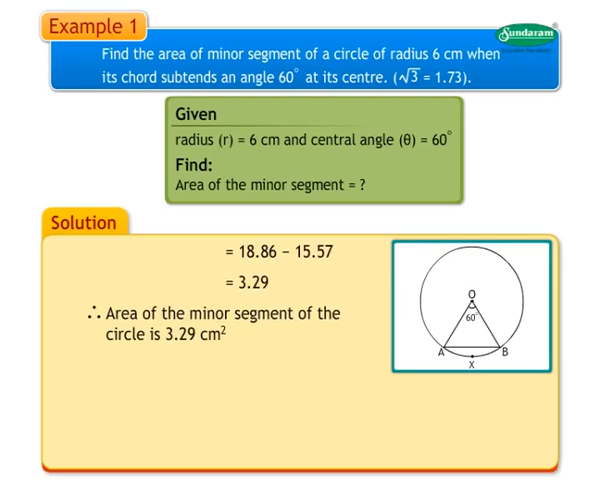 Example 1
Sundaram®
Find the area of minor segment of a circle of radius 6 cm when
its chord subtends an angle 60° at its centre. (√3 = 1.73).
Given
radius (r) = 6 cm and central angle (θ) = 60°
Find:
Area of the minor segment = ?
Solution
= 18.86 − 15.57
= 3.29
∴ Area of the minor segment of the
circle is 3.29 cm²
O
60°
A
B
X